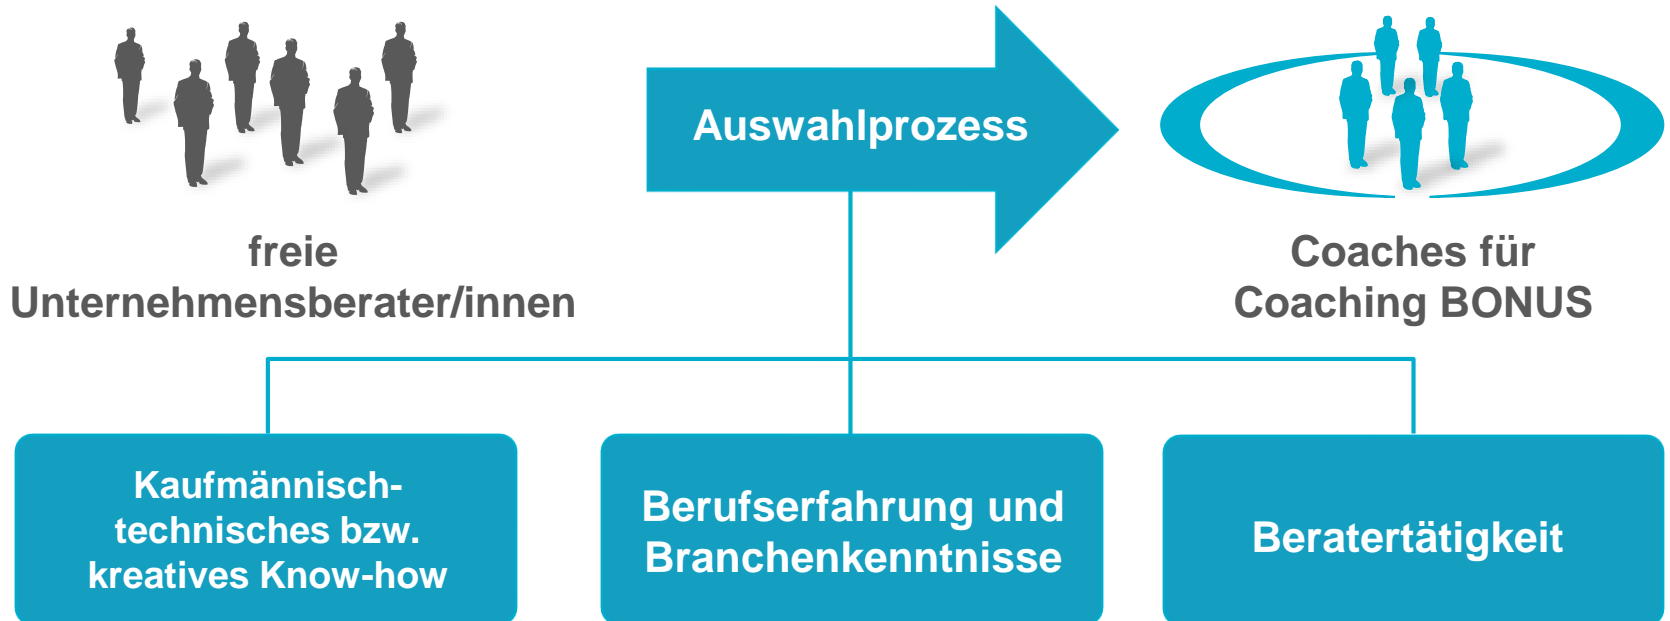 Auswahlprozess
freie
Unternehmensberater/innen
Coaches für
Coaching BONUS
Kaufmännisch-
technisches bzw.
kreatives Know-how
Berufserfahrung und
Branchenkenntnisse
Beratertätigkeit